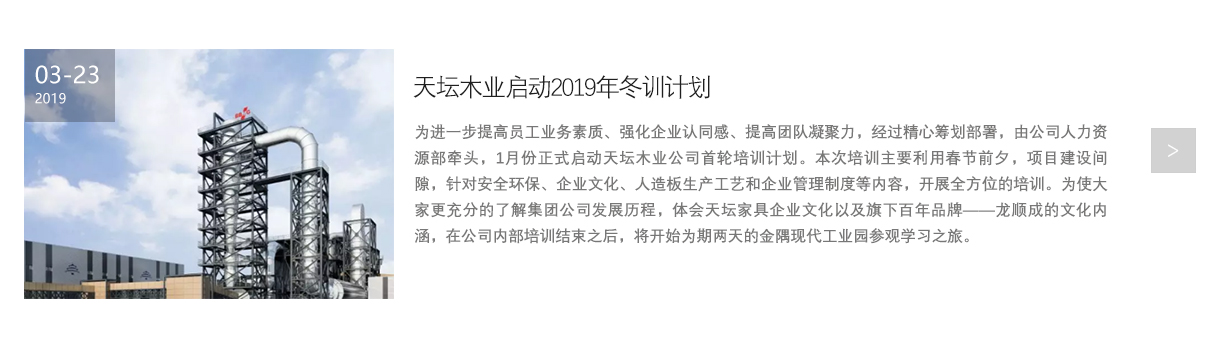 03-23
2019
天坛木业启动2019年冬训计划
为进一步提高员工业务素质、强化企业认同感、提高团队凝聚力，经过精心筹划部署，由公司人力资
源部牵头，1月份正式启动天坛木业公司首轮培训计划。本次培训主要利用春节前夕，项目建设间
隙，针对安全环保、企业文化、人造板生产工艺和企业管理制度等内容，开展全方位的培训。为使大
家更充分的了解集团公司发展历程，体会天坛家具企业文化以及旗下百年品牌——龙顺成的文化内
涵，在公司内部培训结束之后，将开始为期两天的金隅现代工业园参观学习之旅。
>